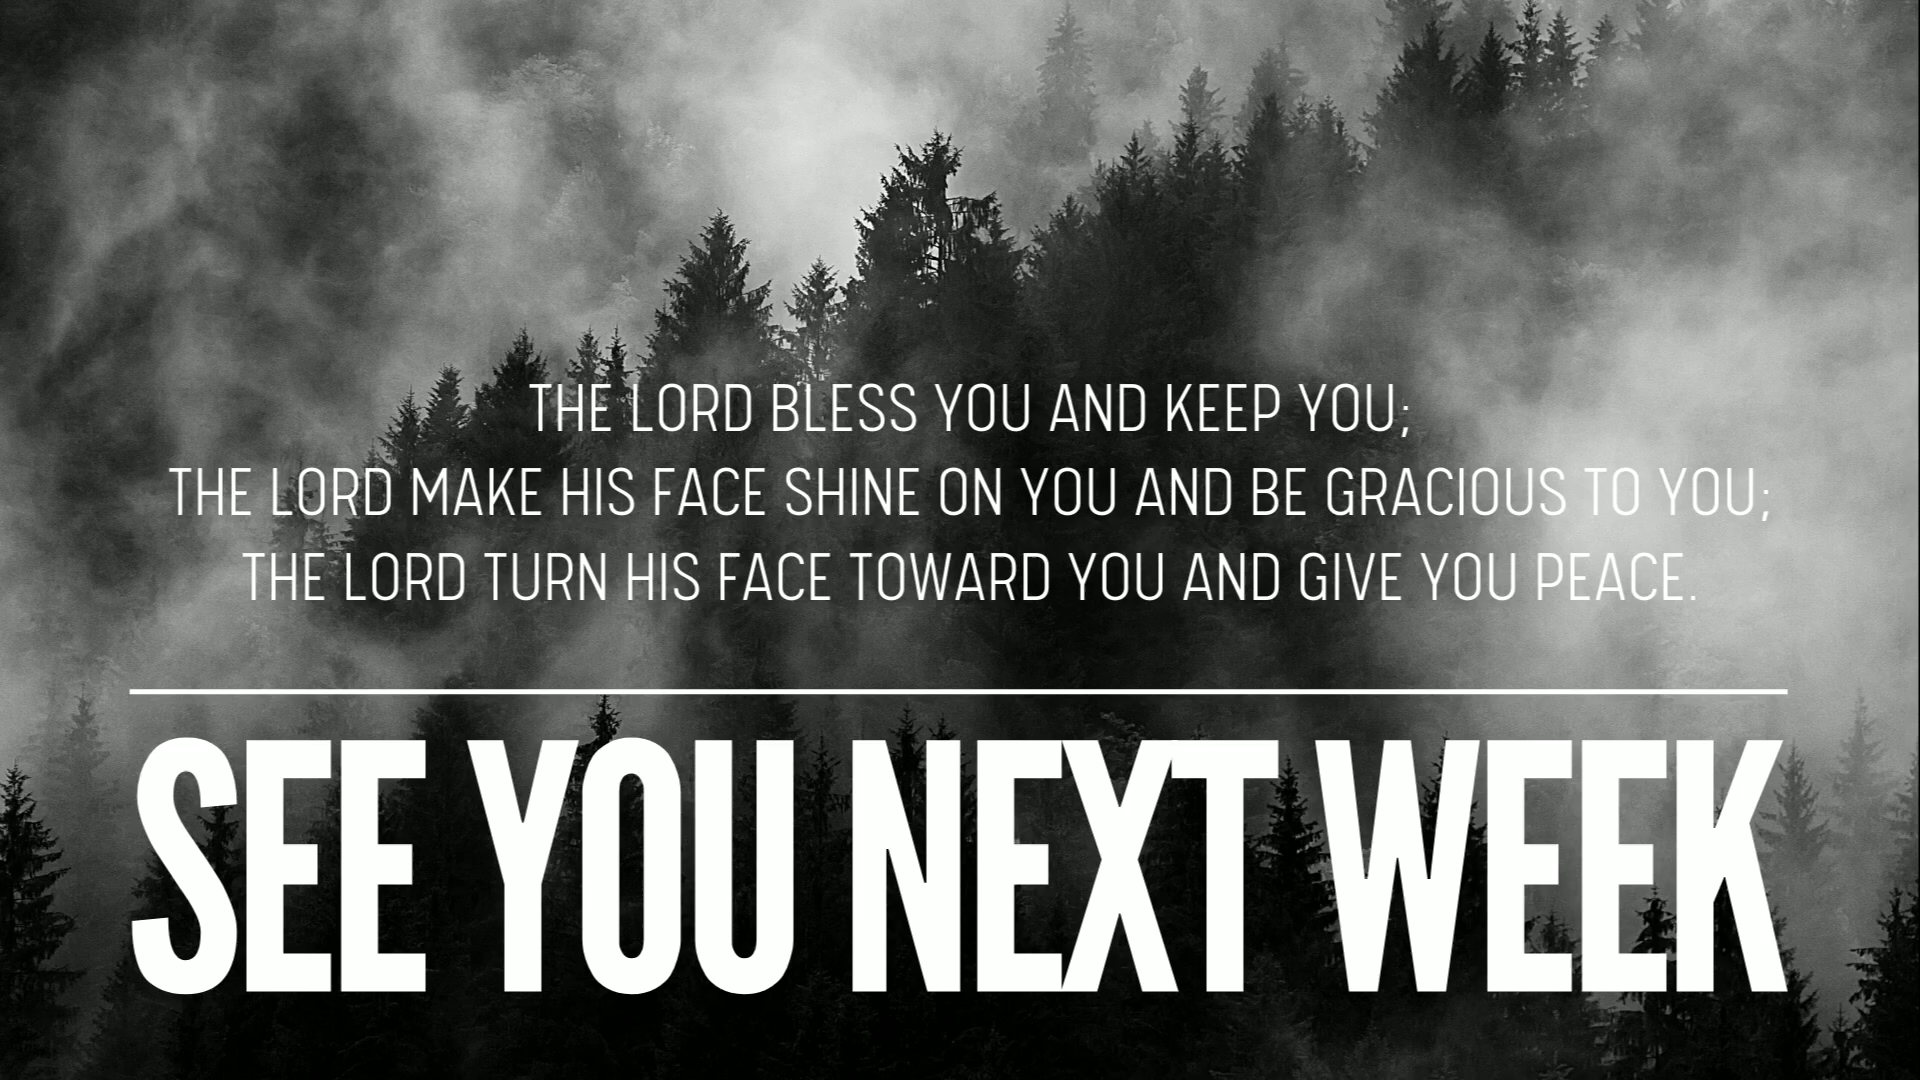 THE LORD BLESS YOU AND KEEP YOU;
THE LORD MAKE HIS FACE SHINE ON YOU AND BE GRACIOUS TO YOU;
THE LORD TURN HIS FACE TOWARD YOU AND GIVE YOU PEACE.
SEE YOU NEXT WEEK